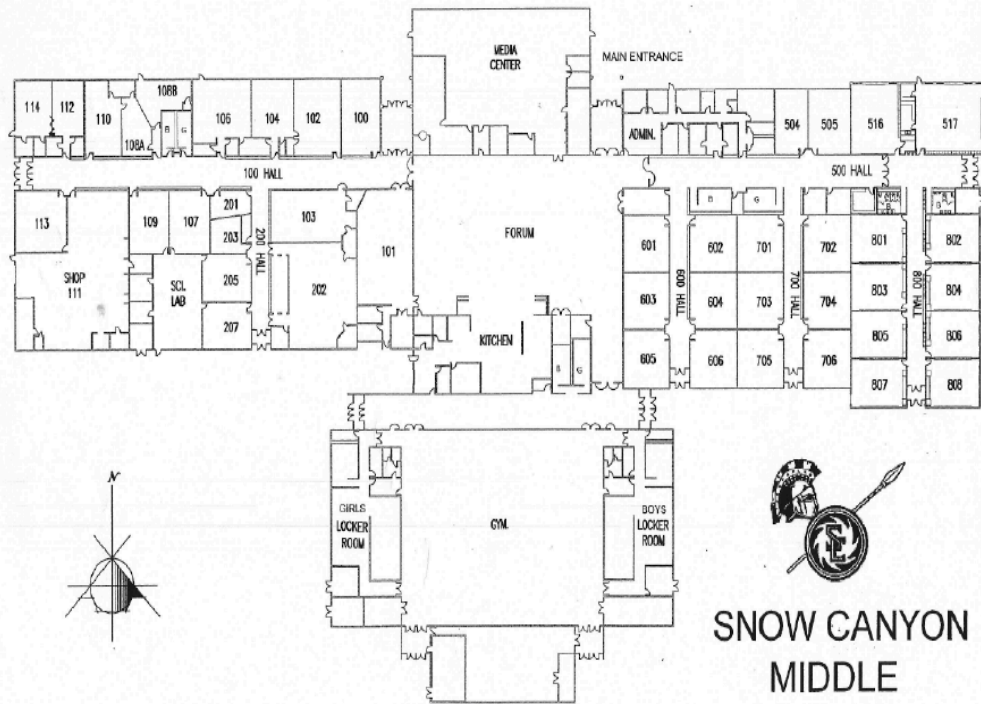 MEDIA
CENTER
MAIN ENTRANCE
114
112
110
108B
108A
B
G
106
104
102
100
ADMIN.
504
505
516
517
100 HALL
500 HALL
113
109
107
201
203
200 HALL
103
101
FORUM
B
G
601
602
701
702
801
802
SHOP
111
SCL
LAB
205
202
207
600 HALL
700 HALL
800 HALL
603
604
703
704
803
804
KITCHEN
805
806
B
G
605
606
705
706
807
808
N
GIRLS
LOCKER
ROOM
GYM.
BOYS
LOCKER
ROOM
SNOW CANYON
MIDDLE